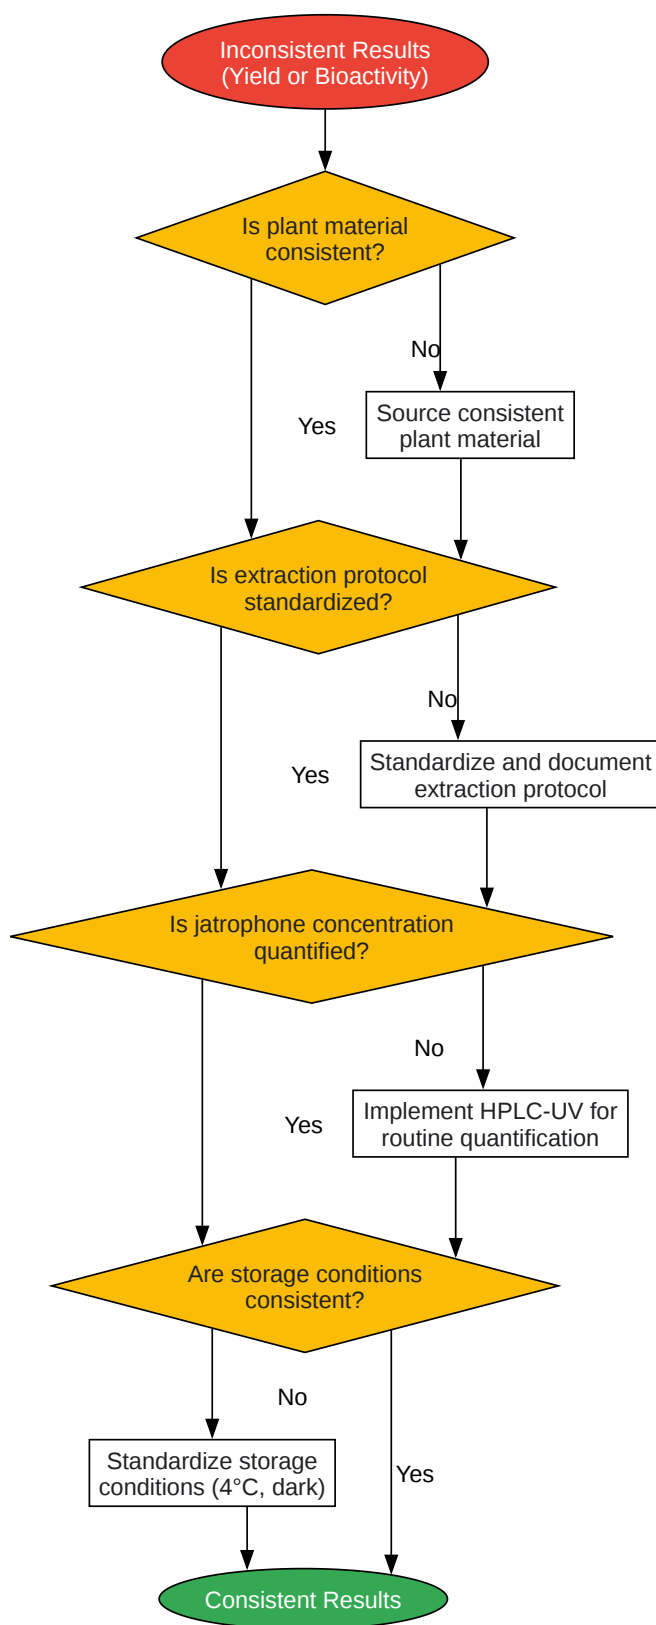 Inconsistent Results
(Yield or Bioactivity)
Is plant material
consistent?
No
Yes
Source consistent
plant material
Is extraction protocol
standardized?
No
Yes
Standardize and document
extraction protocol
Is jatrophone concentration
quantified?
No
Yes
Implement HPLC-UV for
routine quantification
Are storage conditions
consistent?
No
Standardize storage
conditions (4°C, dark)
Yes
Consistent Results